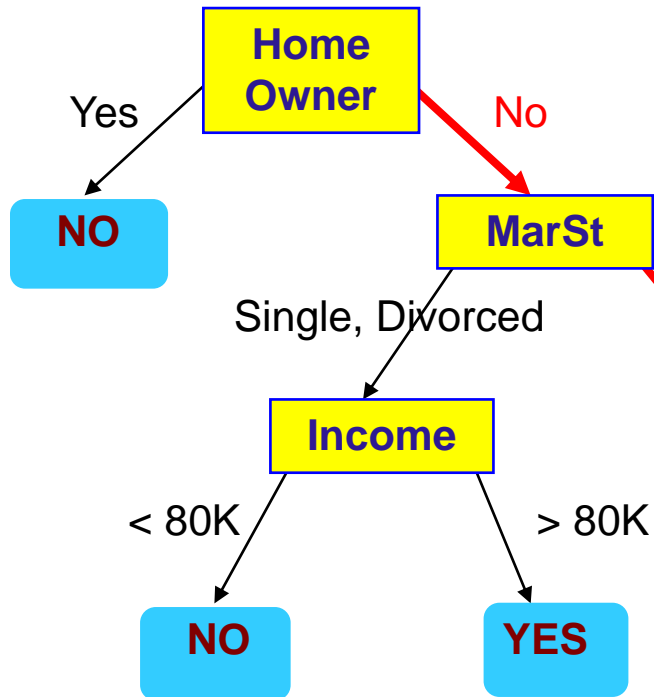 Home
Owner
Yes
No
NO
MarSt
Single, Divorced
Income
< 80K
> 80K
NO
YES